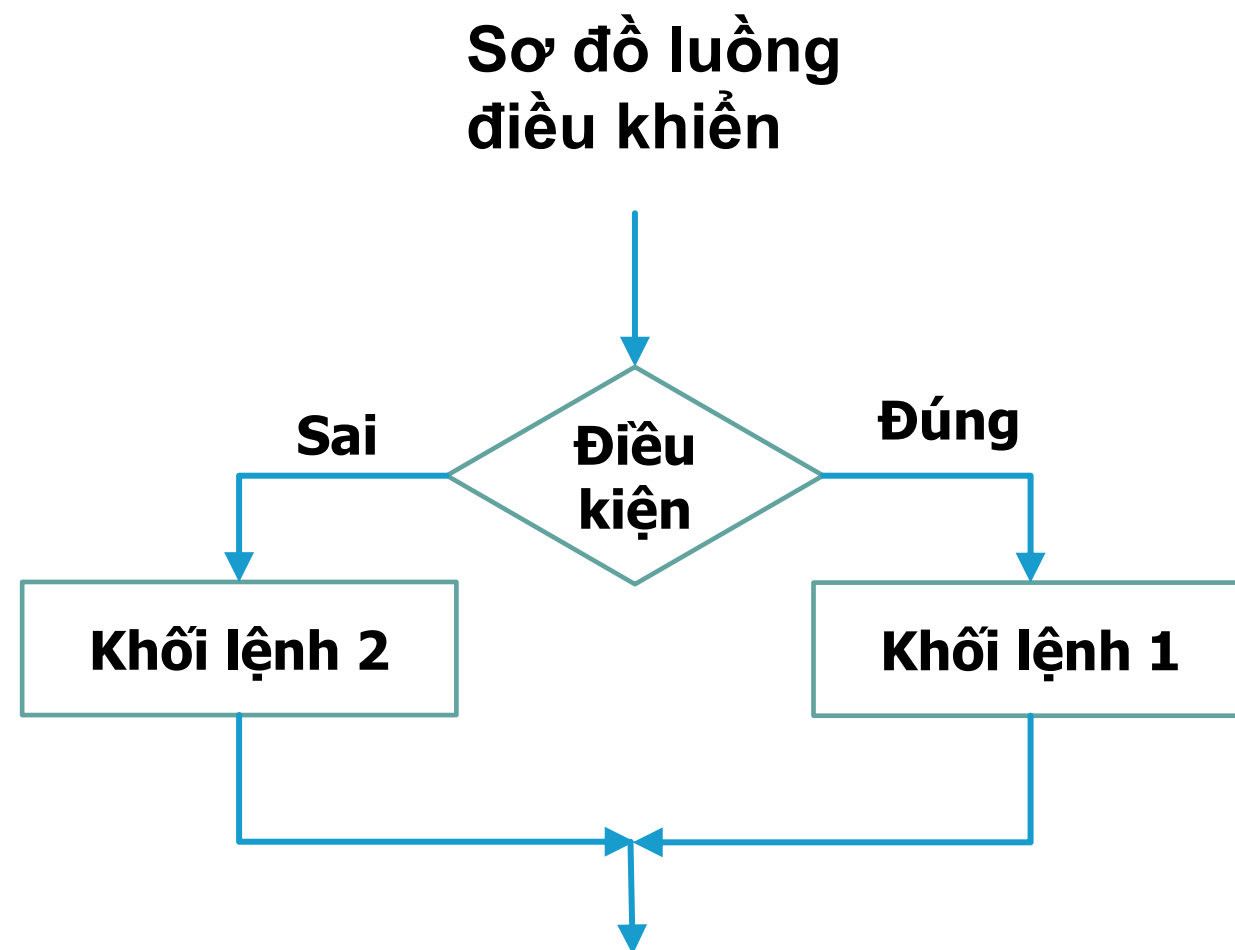 Sơ đồ luồng
điều khiển
Sai
Đúng
Điều
kiện
Khối lệnh 2
Khối lệnh 1